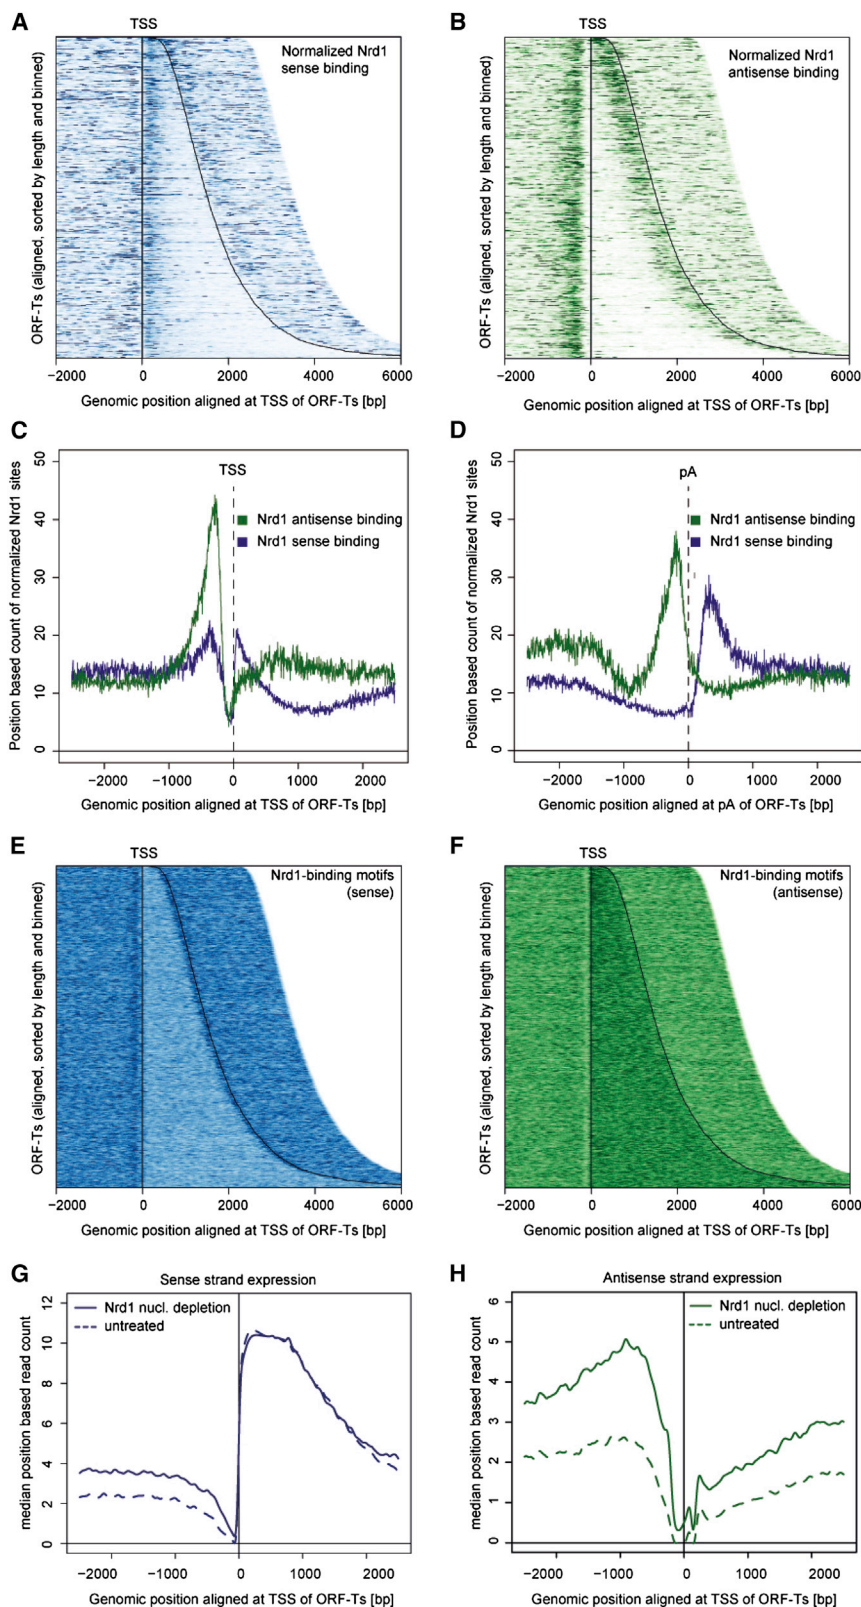 A
TSS
Normalized Nrd1
sense binding
ORF-Ts (aligned, sorted by length and binned)
−2000 0 2000 4000 6000
Genomic position aligned at TSS of ORF-Ts [bp]
B
TSS
Normalized Nrd1
antisense binding
ORF-Ts (aligned, sorted by length and binned)
−2000 0 2000 4000 6000
Genomic position aligned at TSS of ORF-Ts [bp]
C
TSS
Nrd1 antisense binding
Nrd1 sense binding
Position based count of normalized Nrd1 sites
50
40
30
20
10
0
−2000 −1000 0 1000 2000
Genomic position aligned at TSS of ORF-Ts [bp]
D
pA
Nrd1 antisense binding
Nrd1 sense binding
Position based count of normalized Nrd1 sites
50
40
30
20
10
0
−2000 −1000 0 1000 2000
Genomic position aligned at pA of ORF-Ts [bp]
E
TSS
Nrd1-binding motifs
(sense)
ORF-Ts (aligned, sorted by length and binned)
−2000 0 2000 4000 6000
Genomic position aligned at TSS of ORF-Ts [bp]
F
TSS
Nrd1-binding motifs
(antisense)
ORF-Ts (aligned, sorted by length and binned)
−2000 0 2000 4000 6000
Genomic position aligned at TSS of ORF-Ts [bp]
G
Sense strand expression
Nrd1 nucl. depletion
untreated
median position based read count
12
10
8
6
4
2
0
−2000 −1000 0 1000 2000
Genomic position aligned at TSS of ORF-Ts [bp]
H
Antisense strand expression
Nrd1 nucl. depletion
untreated
median position based read count
6
5
4
3
2
1
0
−2000 −1000 0 1000 2000
Genomic position aligned at TSS of ORF-Ts [bp]